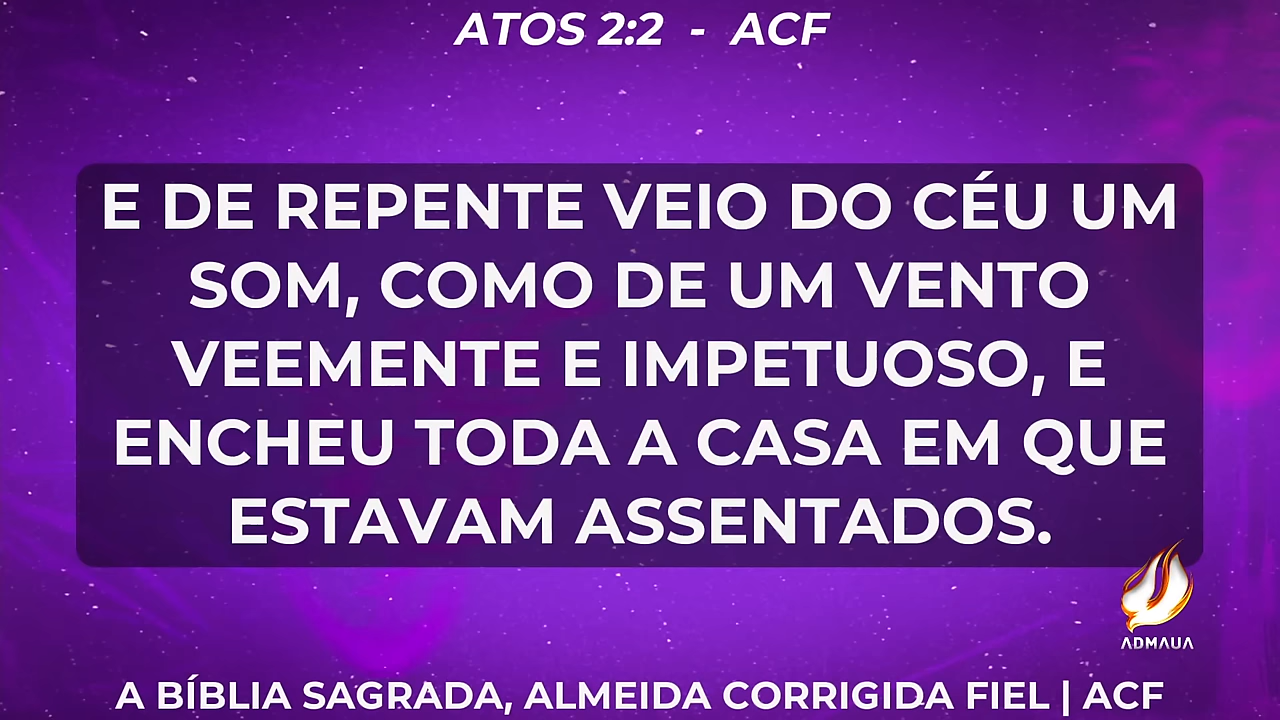 ATOS 2:2 - ACF
E DE REPENTE VEIO DO CÉU UM
SOM, COMO DE UM VENTO
VEEMENTE E IMPETUOSO, E
ENCHEU TODA A CASA EM QUE
ESTAVAM ASSENTADOS.
ADMAUA
A BÍBLIA SAGRADA, ALMEIDA CORRIGIDA FIEL | ACF